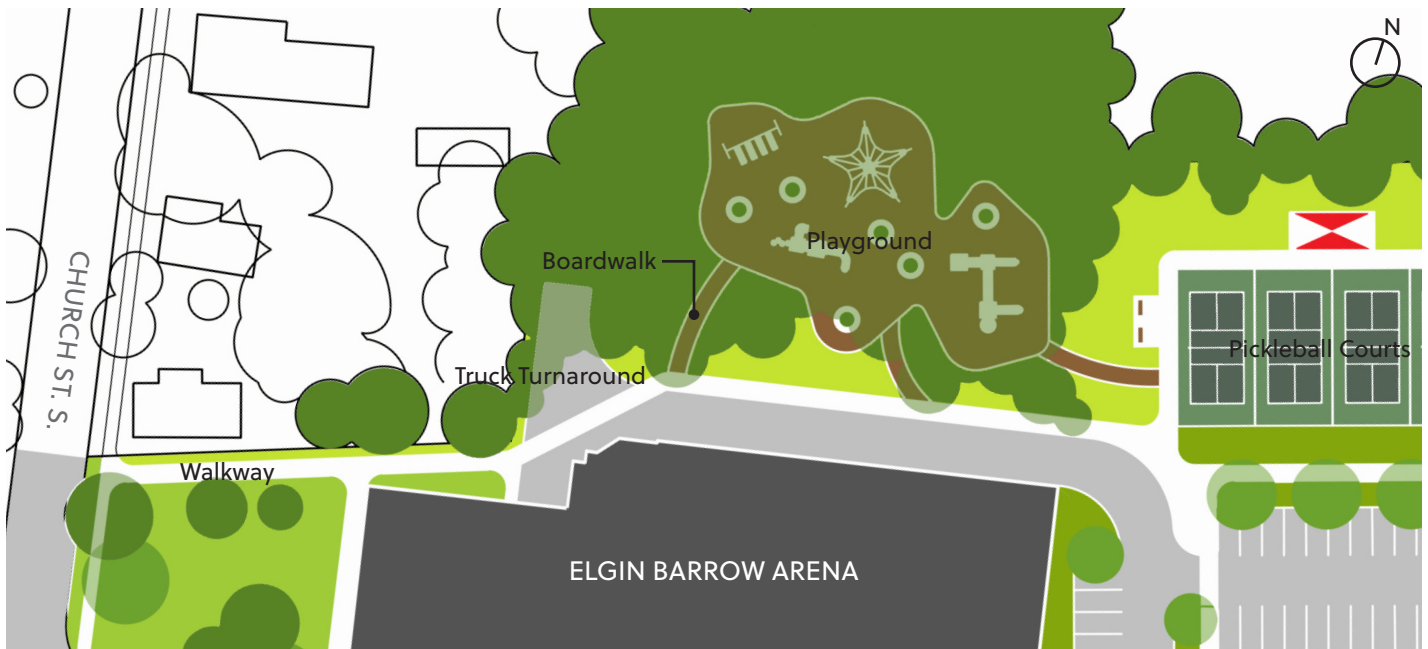 N
Boardwalk
Playground
CHURCH ST. S.
Pickleball Courts
Truck Turnaround
Walkway
ELGIN BARROW ARENA